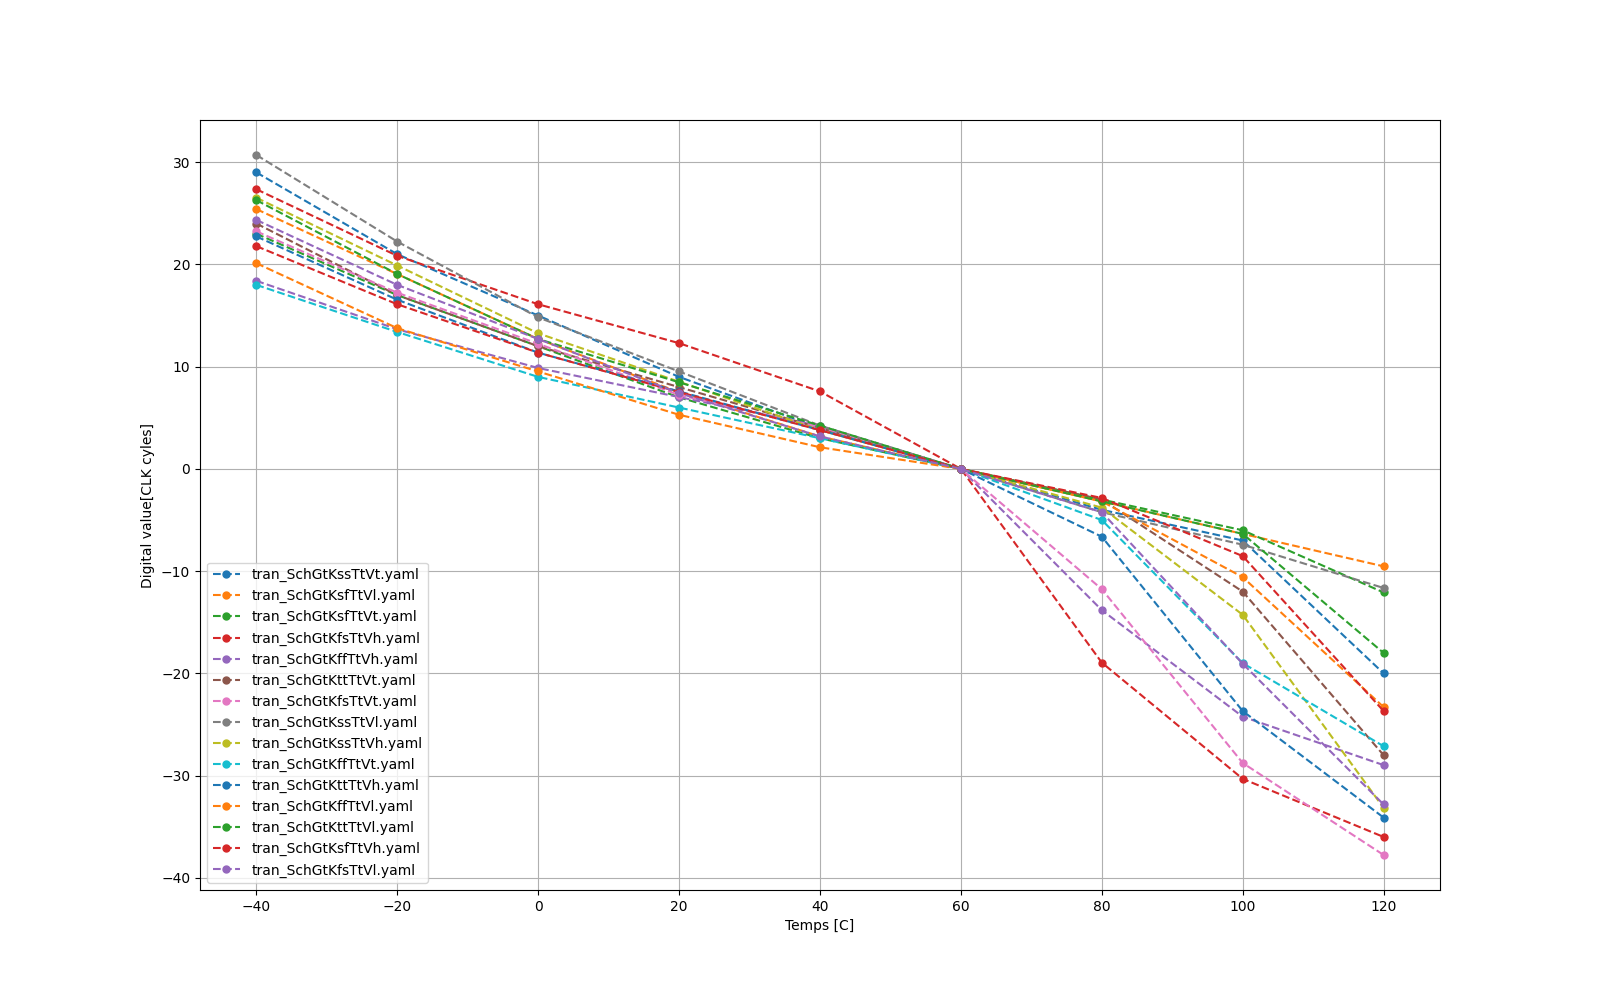 30
20
10
0
−10
−20
−30
−40
Digital value[CLK cyles]
tran_SchGtKssTtVt.yaml
tran_SchGtKsfTtVl.yaml
tran_SchGtKsfTtVt.yaml
tran_SchGtKfsTtVh.yaml
tran_SchGtKffTtVh.yaml
tran_SchGtKttTtVt.yaml
tran_SchGtKfsTtVt.yaml
tran_SchGtKssTtVl.yaml
tran_SchGtKssTtVh.yaml
tran_SchGtKffTtVt.yaml
tran_SchGtKttTtVh.yaml
tran_SchGtKffTtVl.yaml
tran_SchGtKttTtVl.yaml
tran_SchGtKsfTtVh.yaml
tran_SchGtKfsTtVl.yaml
−40 −20 0 20 40 60 80 100 120
Temps [C]